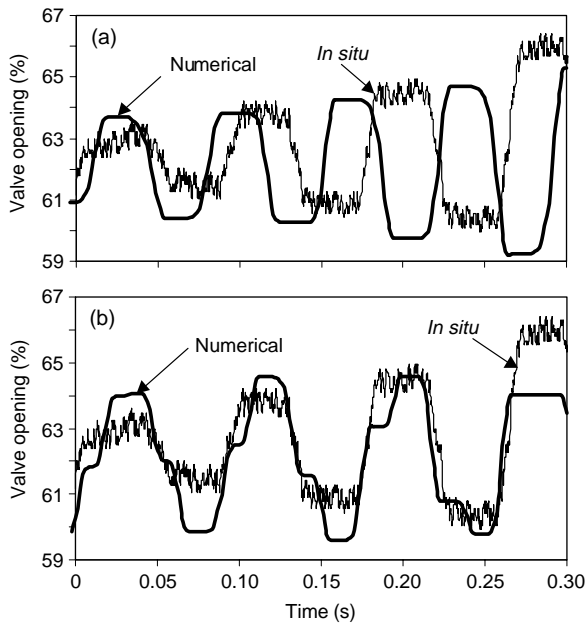 (a)
Numerical
In situ
Valve opening (%)
67
65
63
61
59
(b)
Numerical
In situ
Valve opening (%)
67
65
63
61
59
0 0.05 0.10 0.15 0.20 0.25 0.30
Time (s)